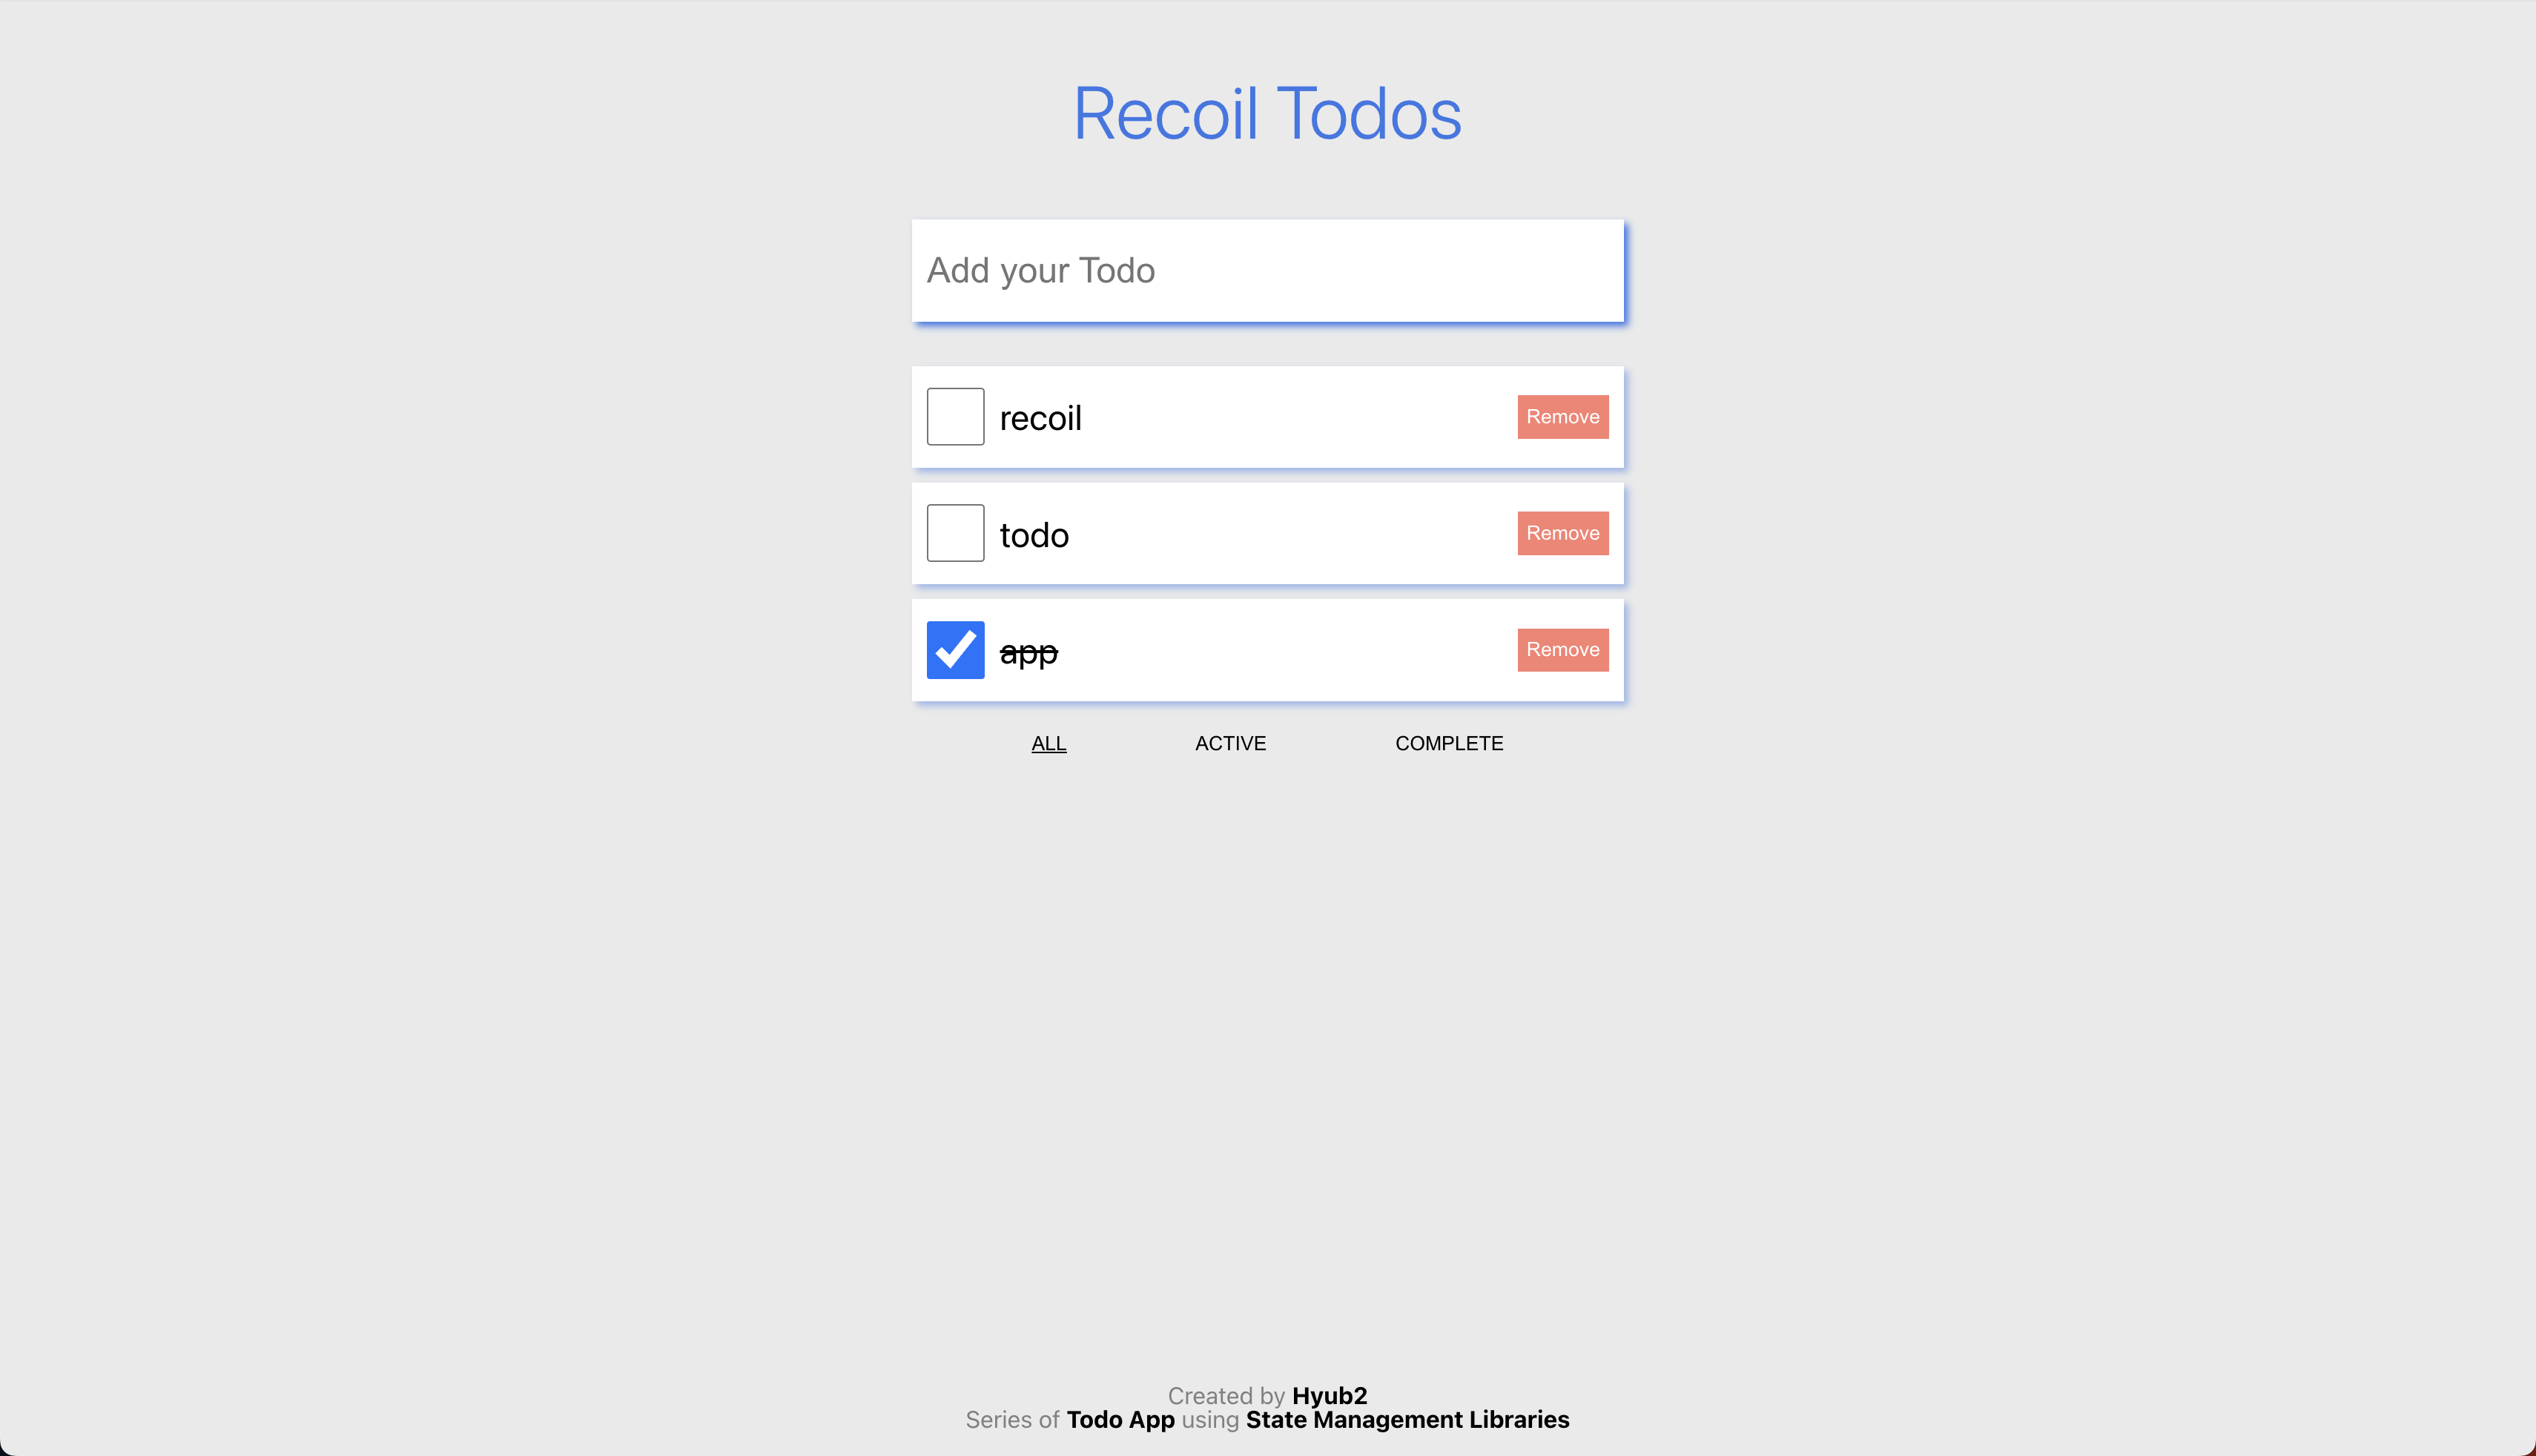 Recoil Todos
Add your Todo
recoil Remove
todo Remove
app Remove
ALL ACTIVE COMPLETE
Created by Hyub2
Series of Todo App using State Management Libraries